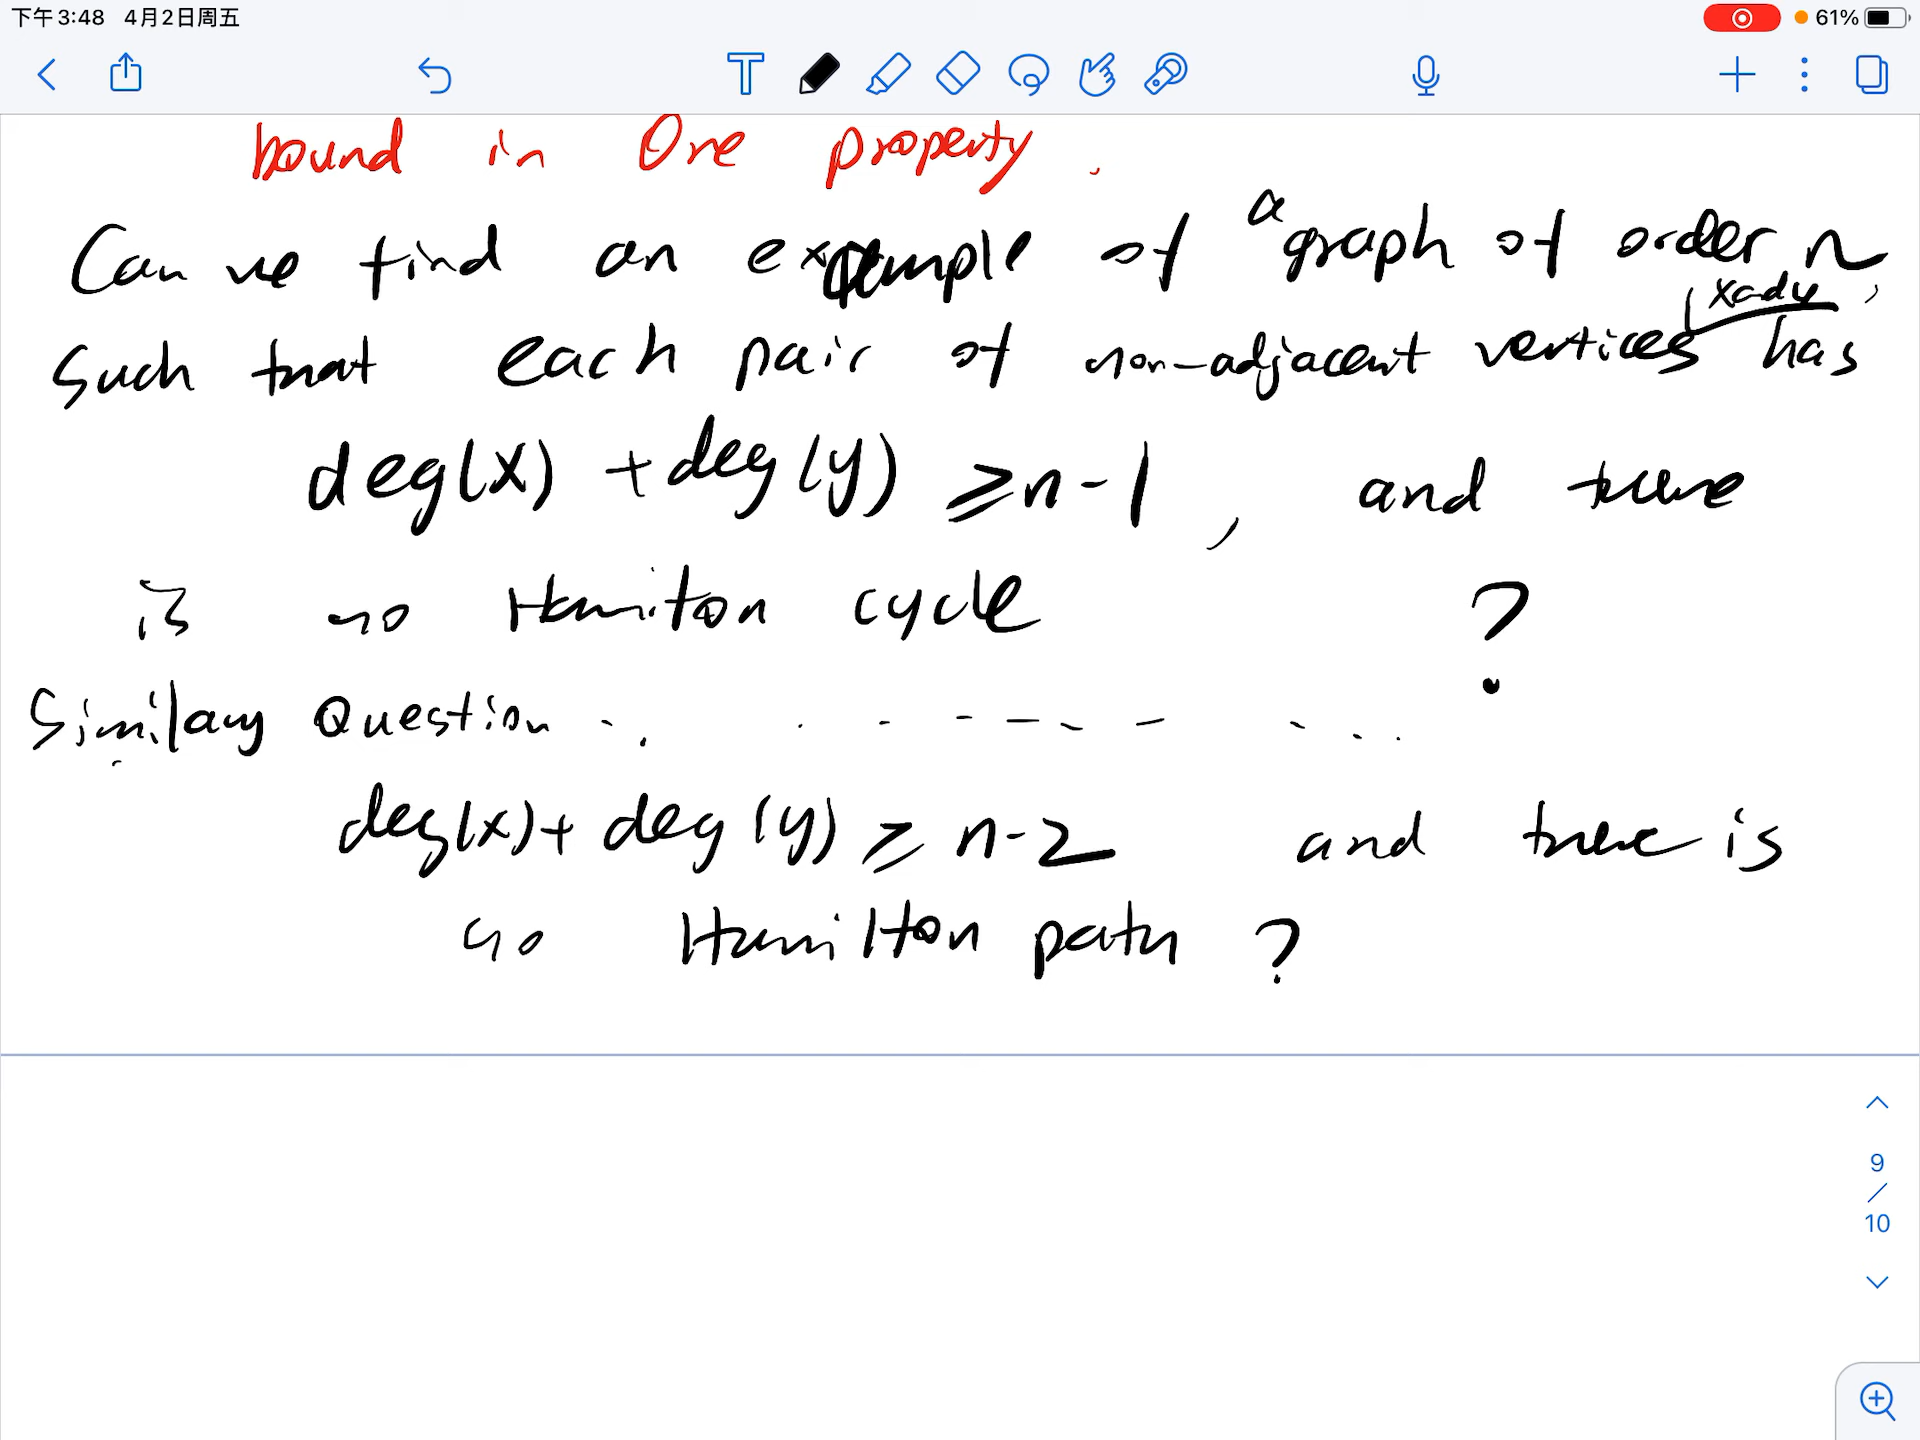 下午3:48 4月2日周五
61%
bound in Ore property.
Can we find an example of a graph of order n,
such that each pair of non-adjacent vertices x and y has
deg(x) + deg(y) ≥ n-1, and there
is no Hamilton cycle ?
Similary Question
deg(x) + deg(y) ≥ n-2 and there is
no Hamilton path ?
9
/
10